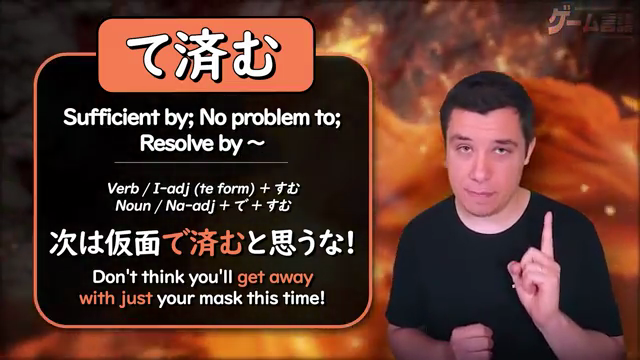 ゲーム言語
て済む
Sufficient by; No problem to;
Resolve by ～
Verb / I-adj (te form) + すむ
Noun / Na-adj + で + すむ
次は仮面で済むと思うな!
Don't think you'll get away
with just your mask this time!